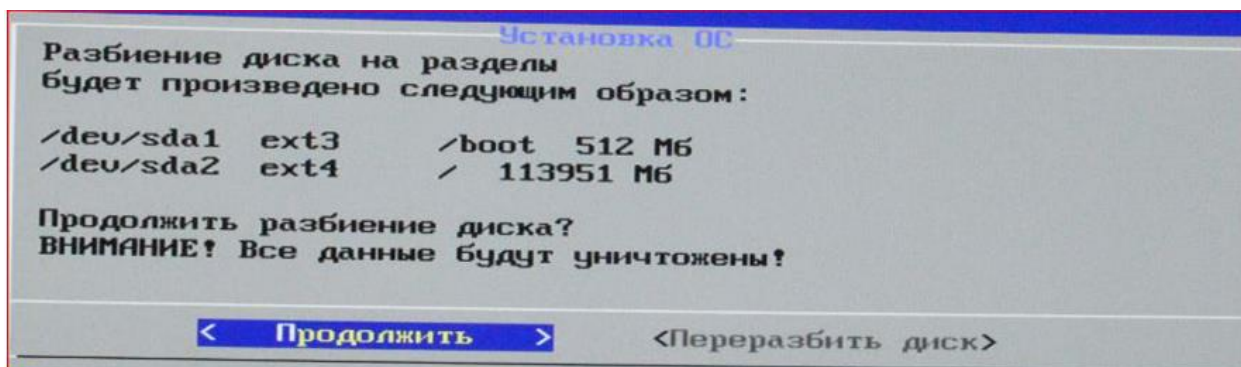 Установка ОС
Разбиение диска на разделы
будет произведено следующим образом:
/dev/sda1 ext3 /boot 512 Мб
/dev/sda2 ext4 / 113951 Мб
Продолжить разбиение диска?
ВНИМАНИЕ! Все данные будут уничтожены!
< Продолжить > <Переразбить диск>